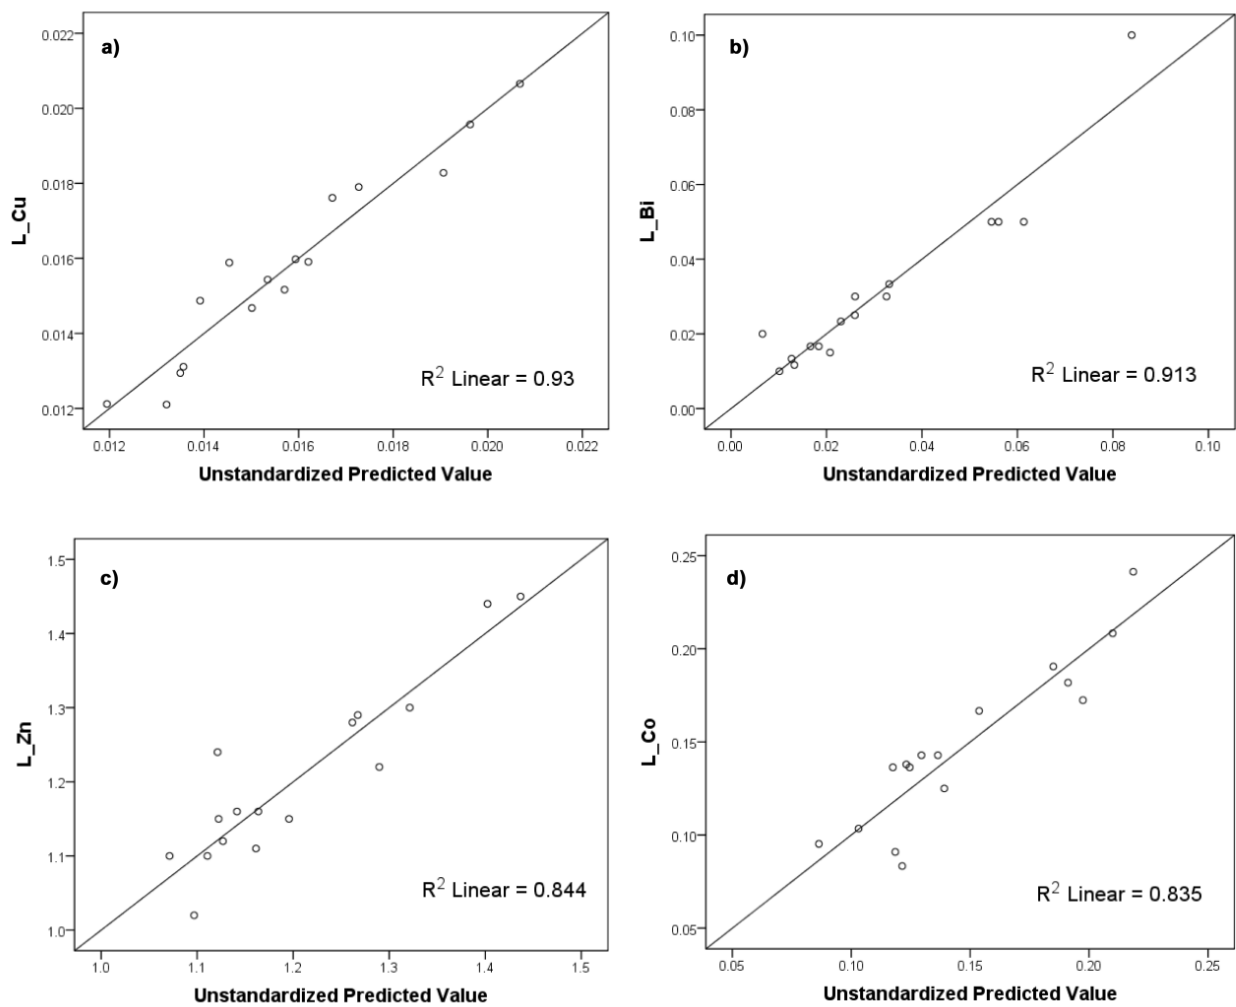 a)
0.022
0.020
0.018
0.016
0.014
0.012
L_Cu
R² Linear = 0.93
0.012 0.014 0.016 0.018 0.020 0.022
Unstandardized Predicted Value
b)
0.10
0.08
0.06
0.04
0.02
0.00
L_Bi
R² Linear = 0.913
0.00 0.02 0.04 0.06 0.08 0.10
Unstandardized Predicted Value
c)
1.5
1.4
1.3
1.2
1.1
1.0
L_Zn
R² Linear = 0.844
1.0 1.1 1.2 1.3 1.4 1.5
Unstandardized Predicted Value
d)
0.25
0.20
0.15
0.10
0.05
L_Co
R² Linear = 0.835
0.05 0.10 0.15 0.20 0.25
Unstandardized Predicted Value